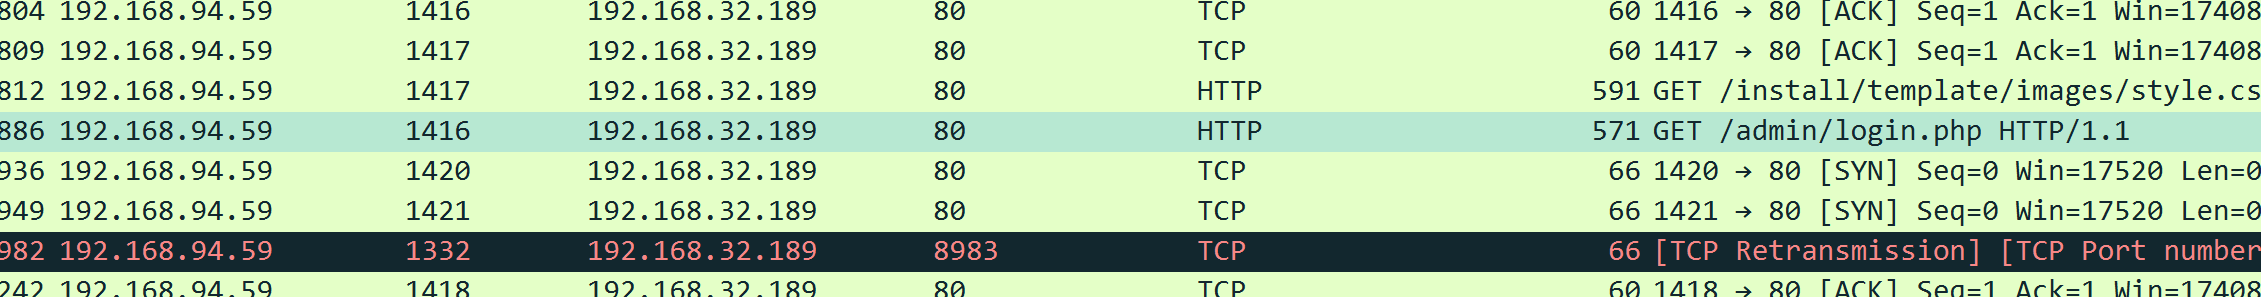 804 192.168.94.59 1416 192.168.32.189 80 TCP 60 1416 → 80 [ACK] Seq=1 Ack=1 Win=17408
809 192.168.94.59 1417 192.168.32.189 80 TCP 60 1417 → 80 [ACK] Seq=1 Ack=1 Win=17408
812 192.168.94.59 1417 192.168.32.189 80 HTTP 591 GET /install/template/images/style.cs
886 192.168.94.59 1416 192.168.32.189 80 HTTP 571 GET /admin/login.php HTTP/1.1
936 192.168.94.59 1420 192.168.32.189 80 TCP 66 1420 → 80 [SYN] Seq=0 Win=17520 Len=0
949 192.168.94.59 1421 192.168.32.189 80 TCP 66 1421 → 80 [SYN] Seq=0 Win=17520 Len=0
982 192.168.94.59 1332 192.168.32.189 8983 TCP 66 [TCP Retransmission] [TCP Port number
242 192.168.94.59 1418 192.168.32.189 80 TCP 60 1418 → 80 [ACK] Seq=1 Ack=1 Win=17408